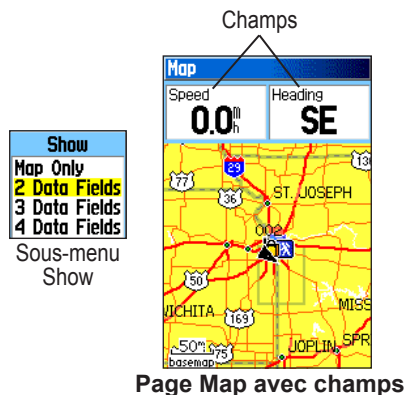 Champs
Map
Speed
0.0 m h
Heading
SE
Show
Map Only
2 Data Fields
3 Data Fields
4 Data Fields
Sous-menu
Show
29
13
77
36
ST. JOSEPH
002
50
ICHITA
169
MISS
50m
75
JOPLIN
SPR
basemap
Page Map avec champs